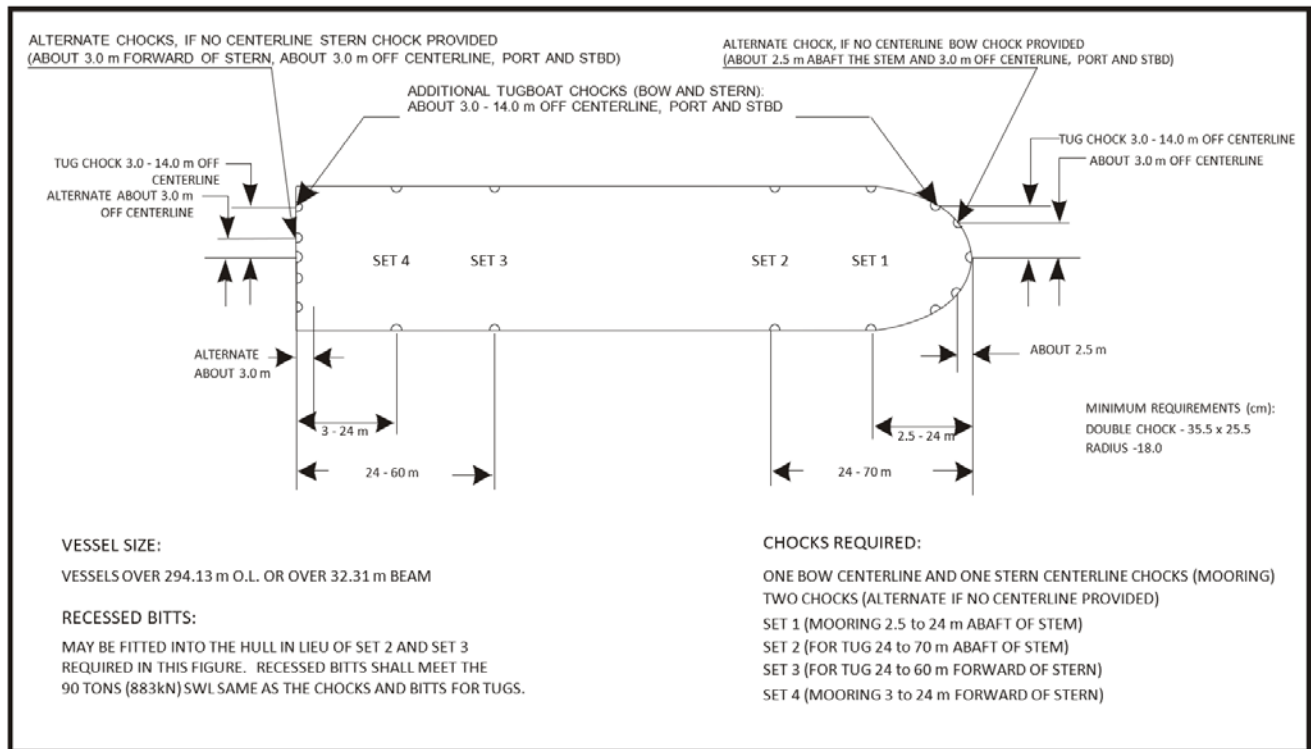 ALTERNATE CHOCKS, IF NO CENTERLINE STERN CHOCK PROVIDED
(ABOUT 3.0 m FORWARD OF STERN, ABOUT 3.0m OFF CENTERLINE, PORT AND STBD)
ALTERNATE CHOCK, IF NO CENTERLINE BOW CHOCK PROVIDED
(ABOUT 2.5 m ABAFT THE STEM AND 3.0 m OFF CENTERLINE, PORT AND STBD)
ADDITIONAL TUGBOAT CHOCKS (BOW AND STERN):
ABOUT 3.0 - 14.0 m OFF CENTERLINE, PORT AND STBD
TUG CHOCK 3.0 - 14.0 m OFF
CENTERLINE
ALTERNATE ABOUT 3.0 m
OFF CENTERLINE
TUG CHOCK 3.0 - 14.0 m OFF CENTERLINE
ABOUT 3.0 m OFF CENTERLINE
SET 4
SET 3
SET 2
SET 1
ALTERNATE
ABOUT 3.0 m
ABOUT 2.5 m
3 - 24 m
2.5 - 24 m
24 - 60 m
24 - 70 m
MINIMUM REQUIREMENTS (cm):
DOUBLE CHOCK - 35.5 x 25.5
RADIUS -18.0
VESSEL SIZE:
VESSELS OVER 294.13 m O.L. OR OVER 32.31 m BEAM
RECESSED BITTS:
MAY BE FITTED INTO THE HULL IN LIEU OF SET 2 AND SET 3
REQUIRED IN THIS FIGURE. RECESSED BITTS SHALL MEET THE
90 TONS (883kN) SWL SAME AS THE CHOCKS AND BITTS FOR TUGS.
CHOCKS REQUIRED:
ONE BOW CENTERLINE AND ONE STERN CENTERLINE CHOCKS (MOORING)
TWO CHOCKS (ALTERNATE IF NO CENTERLINE PROVIDED)
SET 1 (MOORING 2.5 to 24 m ABAFT OF STEM)
SET 2 (FOR TUG 24 to 70 m ABAFT OF STEM)
SET 3 (FOR TUG 24 to 60 m FORWARD OF STERN)
SET 4 (MOORING 3 to 24 m FORWARD OF STERN)